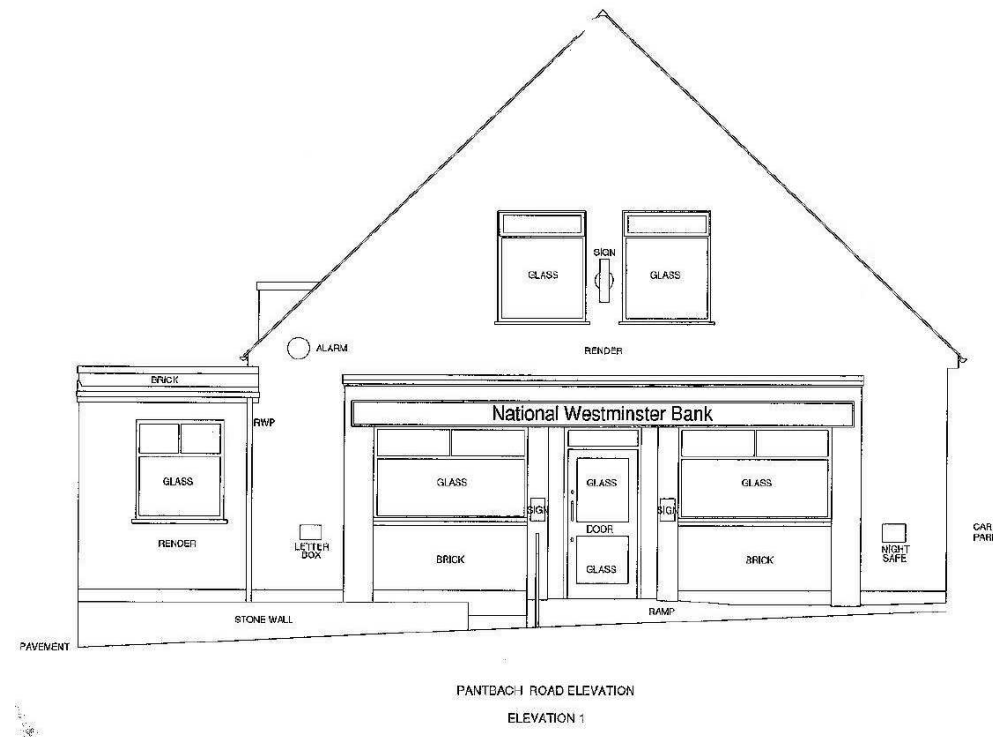 SIGN
GLASS
GLASS
ALARM
RENDER
BRICK
National Westminster Bank
RWP
GLASS
GLASS
GLASS
GLASS
SIGN
SIGN
DOOR
RENDER
LETTER
BOX
BRICK
GLASS
BRICK
NIGHT
SAFE
CAR
PARK
STONE WALL
RAMP
PAVEMENT
PANTBACH ROAD ELEVATION
ELEVATION 1